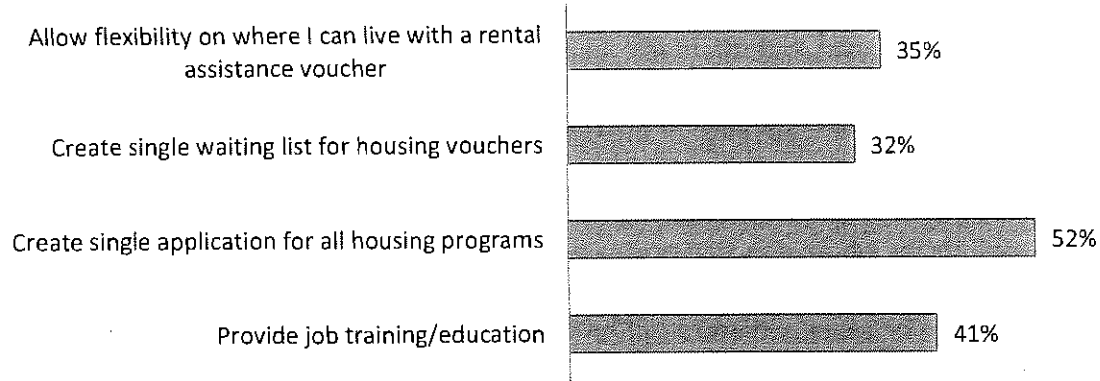 Allow flexibility on where I can live with a rental
assistance voucher
35%
Create single waiting list for housing vouchers
32%
Create single application for all housing programs
52%
Provide job training/education
41%